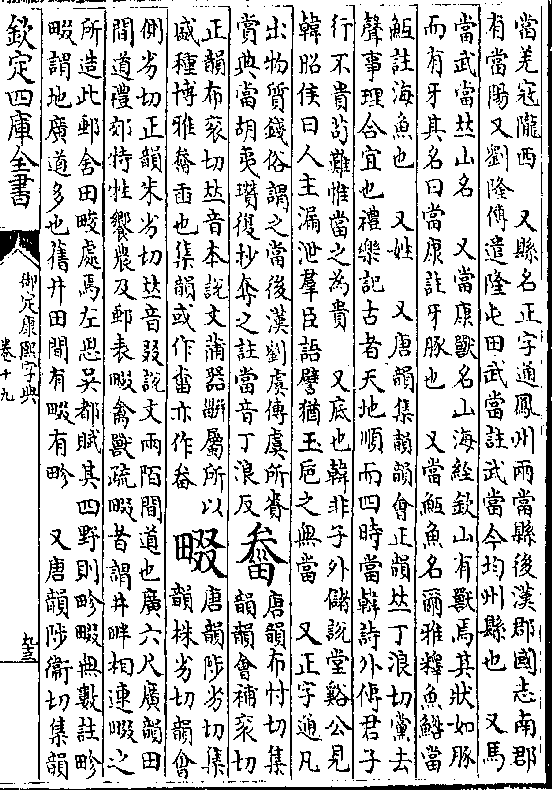 當羌寇隴西　又縣名正字通鳳州兩當縣後漢郡國志南郡
有當陽又劉隆傳遣隆屯田武當註武當今均州縣也　又馬
當武當𠀤山名　又當康獸名山海經欽山有獸焉其狀如豚
而有牙其名曰當康註牙豚也　又當魱魚名爾雅釋魚鯦當
魱註海魚也　又姓　又唐韻集韻韻會正韻𠀤丁浪切黨去
聲事理合宜也禮樂記古者天地順而四時當韓詩外傳君子
行不貴苟難惟當之為貴　又底也韓非子外儲說堂谿公見
韓昭侯曰人主漏泄羣臣語譬猶玉巵之無當　又正字通凡
出物質錢俗謂之當後漢劉虞傳虞所賚
賞典當胡夷瓚復抄奪之註當音丁浪反
畚
唐韻布忖切集
韻韻會補衮切
正韻布衮切𠀤音本說文蒲器斷屬所以
盛種博雅畚臿也集韻或作畨亦作㽹
畷
唐韻陟劣切集
韻株劣切韻會
側劣切正韻朱劣切𠀤音叕說文兩陌間道也廣六尺廣韻田
間道禮郊特牲饗農及郵表畷禽獸疏畷者謂井畔相連畷之
所造此郵舍田畯處焉左思吳都賦其四野則畛畷無數註畛
畷謂地廣道多也舊井田間有畷有畛　又唐韻陟衞切集韻
欽定四庫全書
御定康熙字典
卷十九
九三